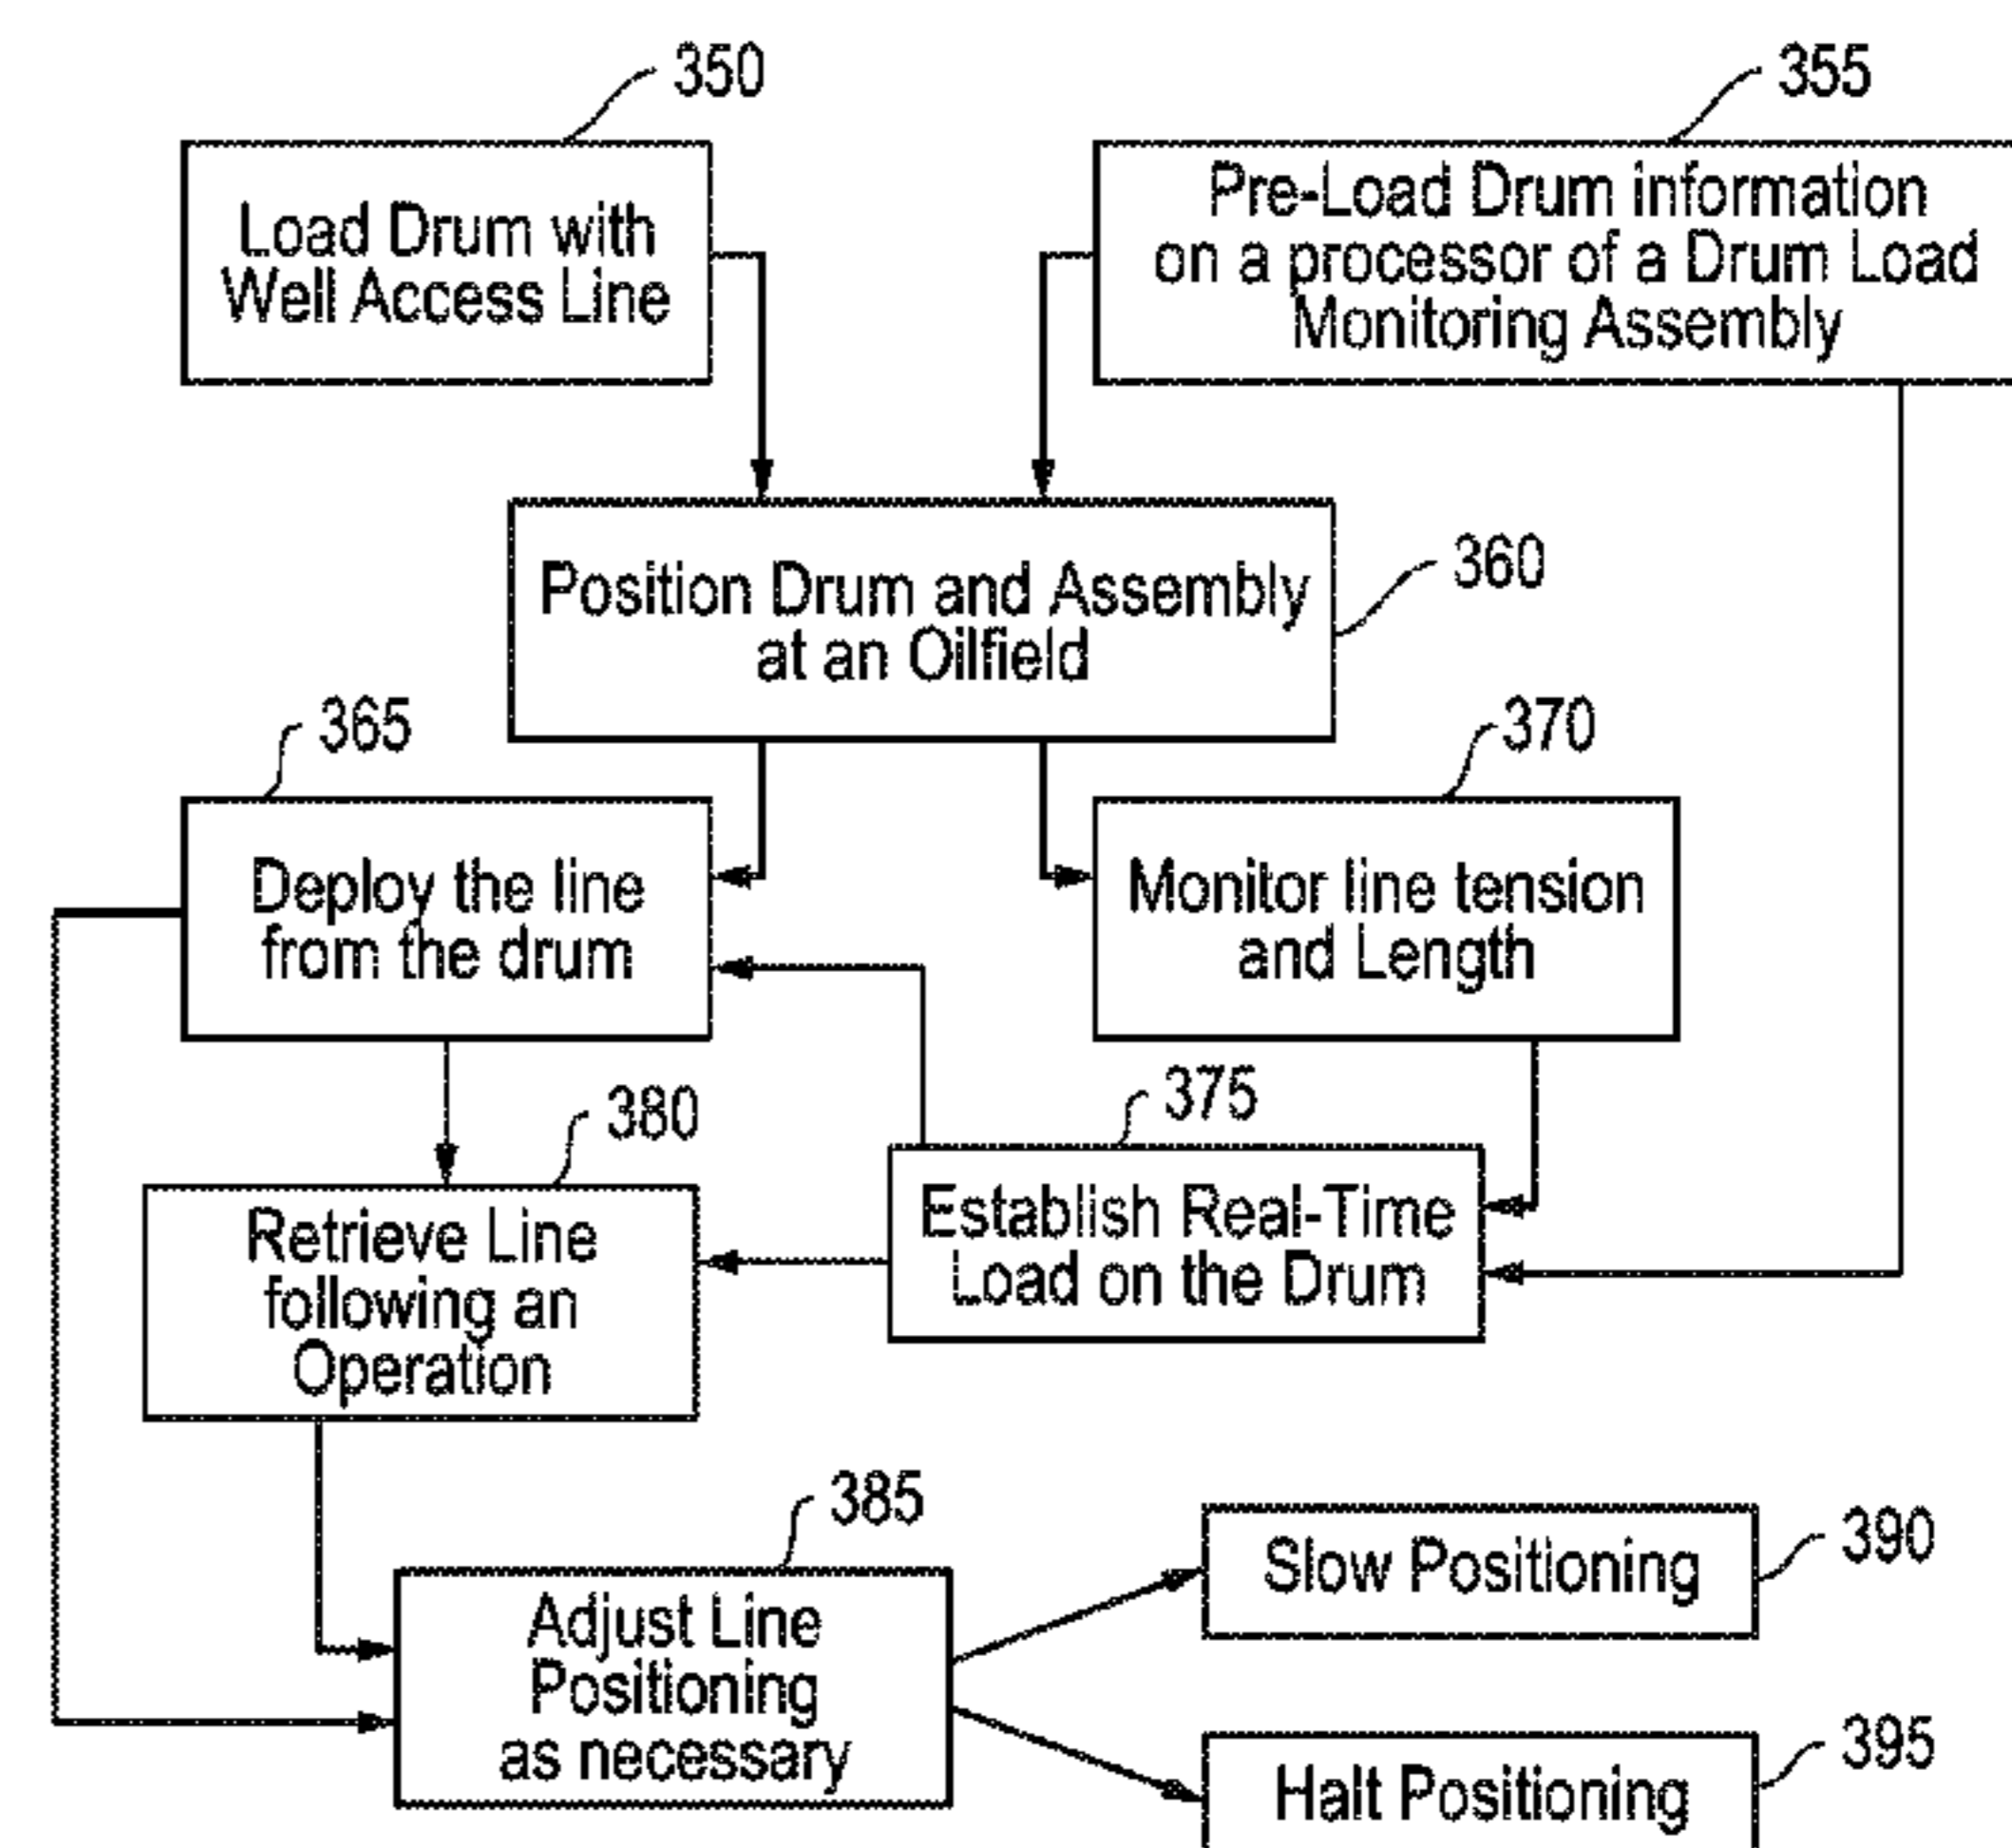 350
355
Load Drum with
Well Access Line
Pre-Load Drum information
on a processor of a Drum Load
Monitoring Assembly
Position Drum and Assembly
at an Oilfield
360
365
370
Deploy the line
from the drum
Monitor line tension
and Length
375
380
Establish Real-Time
Load on the Drum
Retrieve Line
following an
Operation
385
390
Slow Positioning
Adjust Line
Positioning
as necessary
395
Halt Positioning